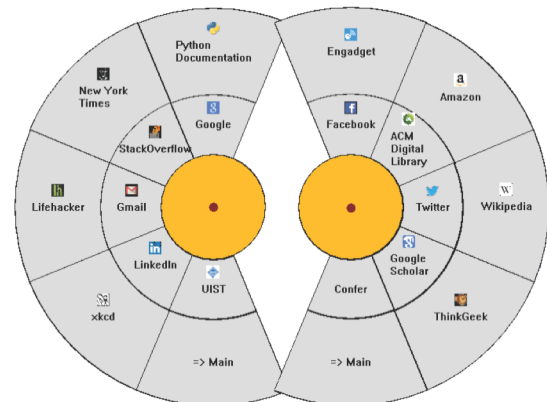 Python
Documentation
Engadget
New York
Times
Amazon
Google
StackOverflow
Facebook
ACM
Digital
Library
Lifehacker
Gmail
Twitter
Wikipedia
LinkedIn
UIST
Google
Scholar
Confer
xkcd
ThinkGeek
=> Main
=> Main